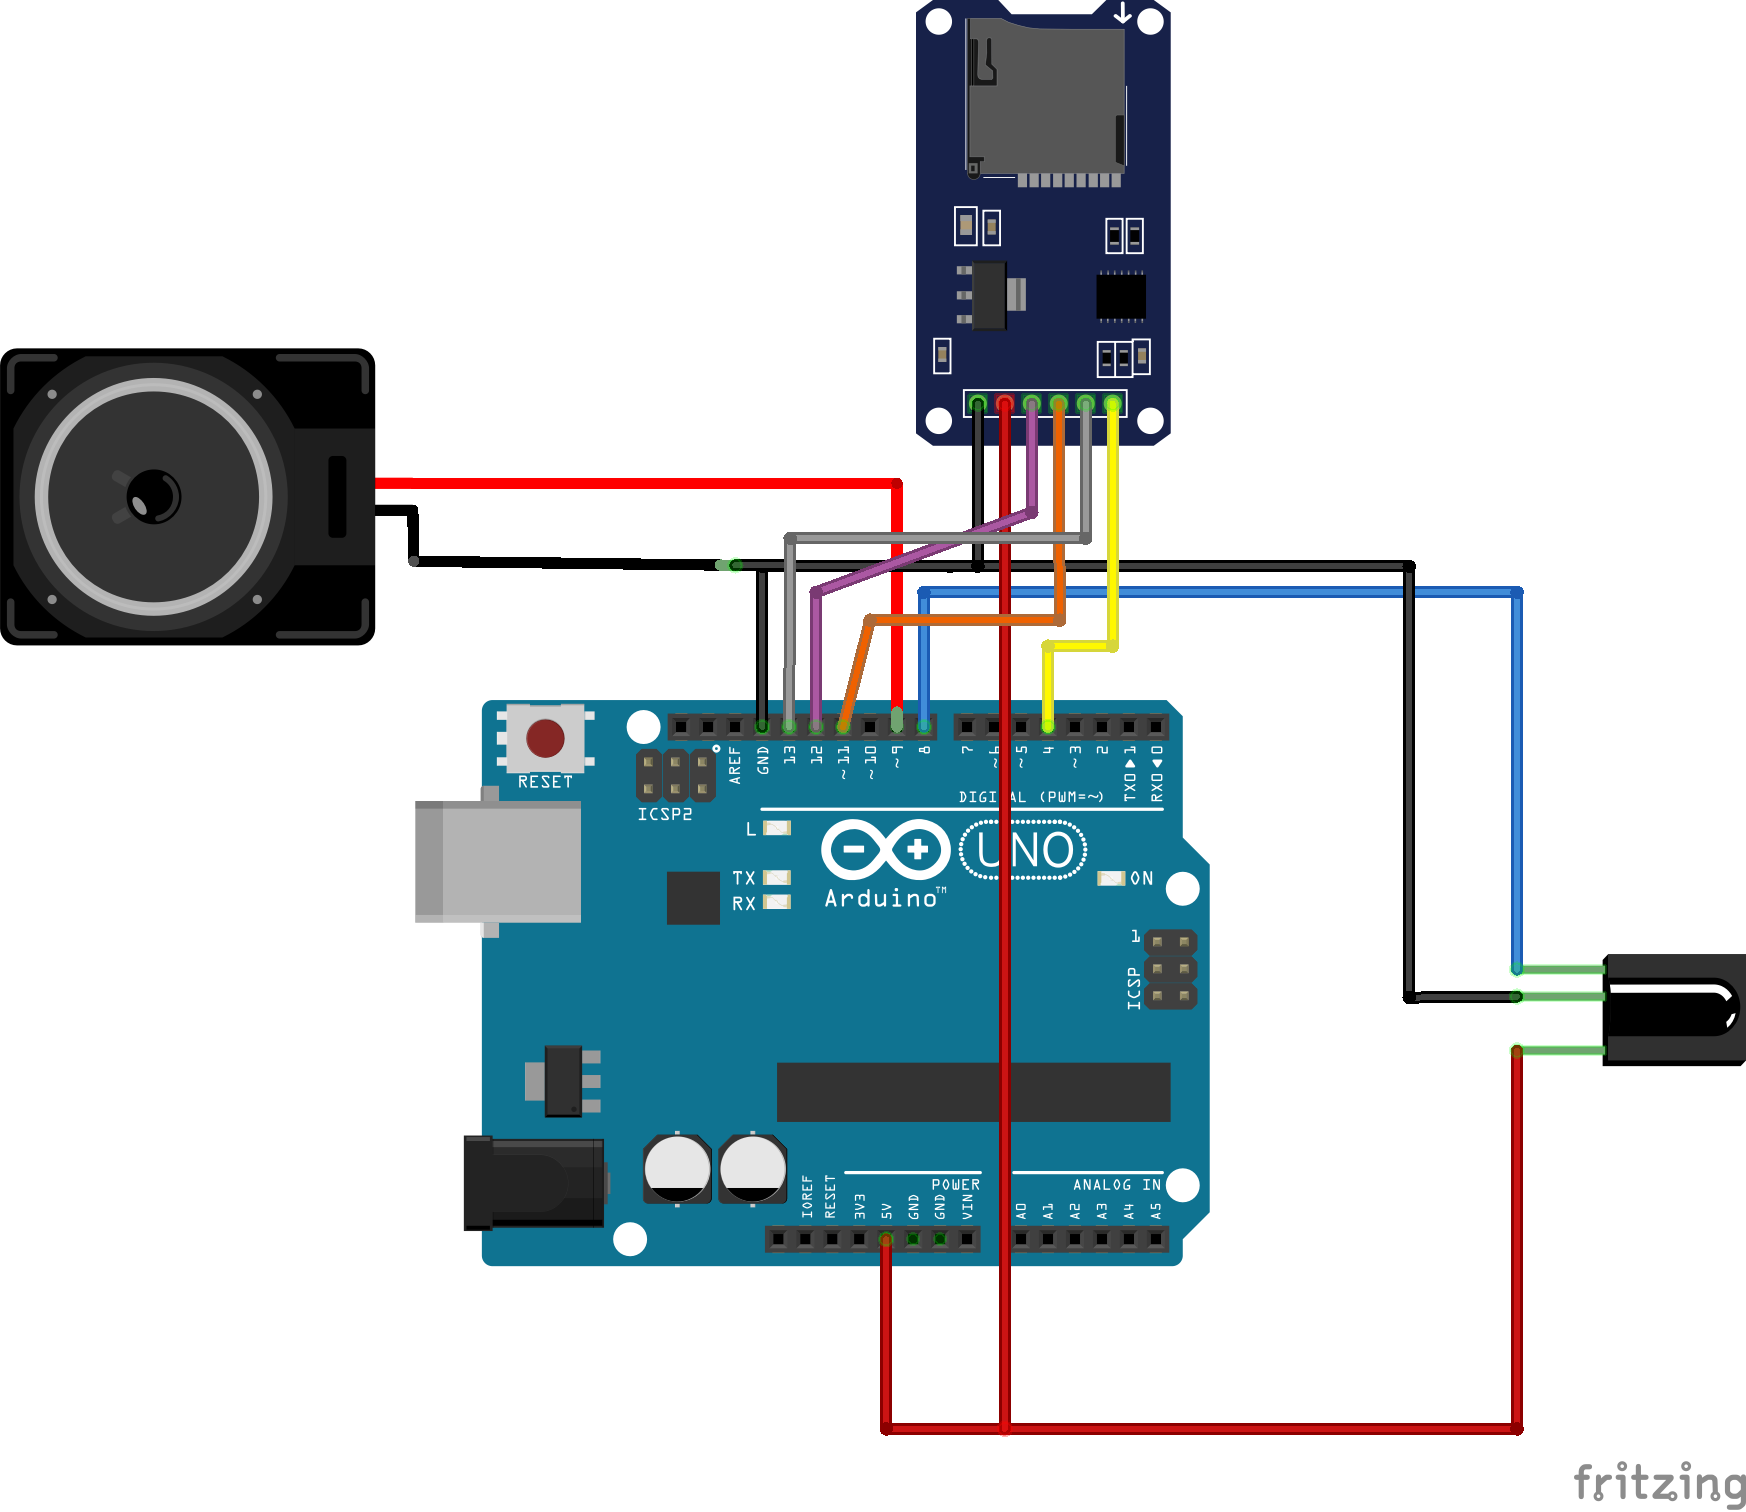 RESET
ICSP2
AREF
GND
13
12
~11
~10
~9
8
7
~6
~5
4
~3
2
TX0▶1
RX0◀0
DIGITAL (PWM=~)
L
TX
RX
Arduino™
UNO
ON
1
ICSP
IOREF
RESET
3V3
5V
GND
GND
VIN
POWER
ANALOG IN
A0
A1
A2
A3
A4
A5
fritzing